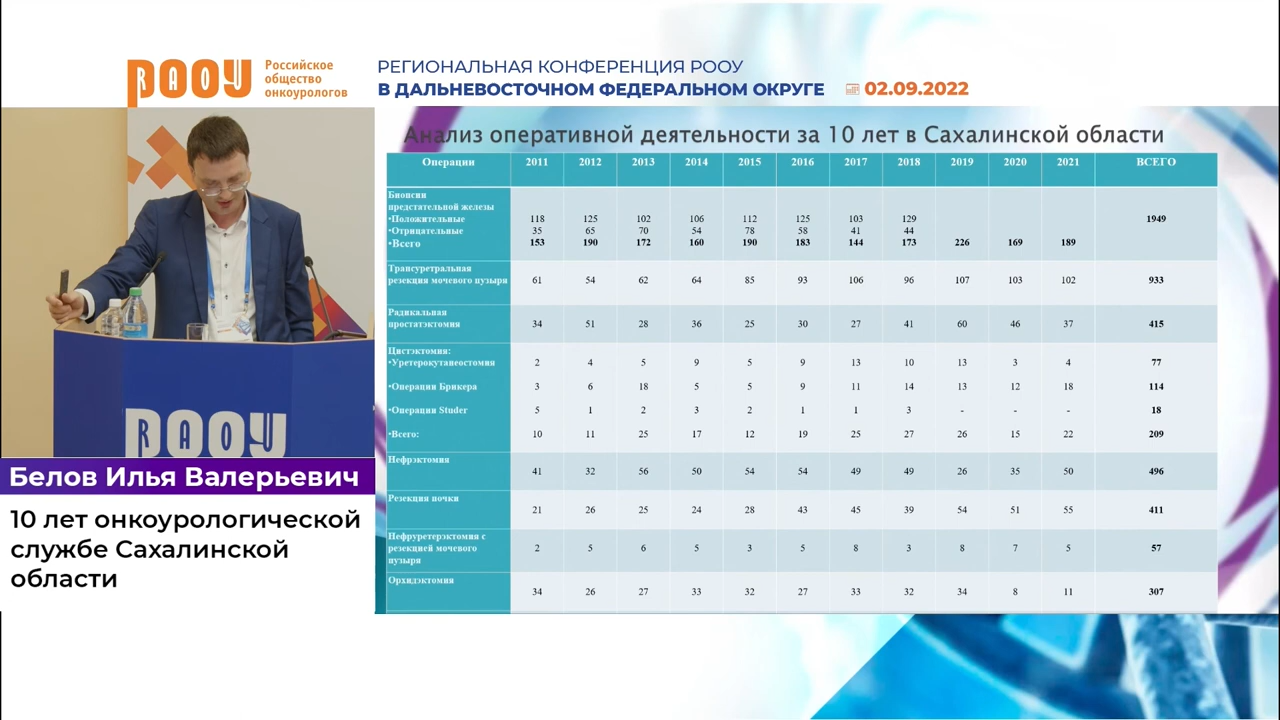 РООУ
Российское
общество
онкоурологов
РЕГИОНАЛЬНАЯ КОНФЕРЕНЦИЯ РООУ
В ДАЛЬНЕВОСТОЧНОМ ФЕДЕРАЛЬНОМ ОКРУГЕ 02.09.2022
Анализ оперативной деятельности за 10 лет в Сахалинской области
Операции 2011 2012 2013 2014 2015 2016 2017 2018 2019 2020 2021 ВСЕГО
Биопсии
предстательной железы
•Положительные 118 125 102 106 112 125 103 129 1949
•Отрицательные 35 65 70 54 78 58 41 44
•Всего 153 190 172 160 190 183 144 173 226 169 189
Трансуретральная
резекция мочевого пузыря 61 54 62 64 85 93 106 96 107 103 102 933
Радикальная
простатэктомия 34 51 28 36 25 30 27 41 60 46 37 415
Цистэктомия:
•Уретерокутанеостомия 2 4 5 9 5 9 13 10 13 3 4 77
•Операции Брикера 3 6 18 5 5 9 11 14 13 12 18 114
•Операции Studer 5 1 2 3 2 1 1 3 - - - 18
•Всего: 10 11 25 17 12 19 25 27 26 15 22 209
Нефрэктомия
41 32 56 50 54 54 49 49 26 35 50 496
Резекция почки
21 26 25 24 28 43 45 39 54 51 55 411
Нефруретерэктомия с
резекцией мочевого 2 5 6 5 3 5 8 3 8 7 5 57
пузыря
Орхидэктомия
34 26 27 33 32 27 33 32 34 8 11 307
РООУ
Белов Илья Валерьевич
10 лет онкоурологической
службе Сахалинской
области